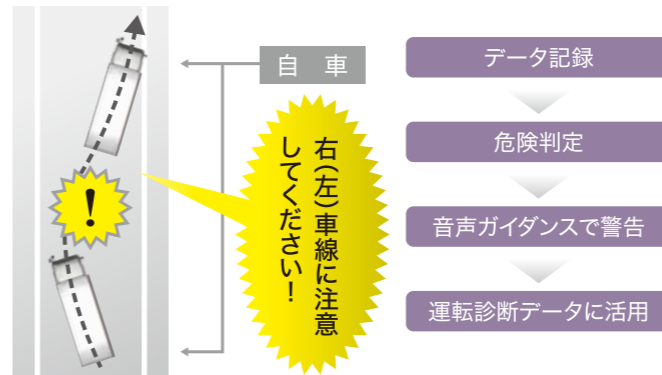 自 車
!
右(左)車線に注意
してください!
データ記録
危険判定
音声ガイダンスで警告
運転診断データに活用